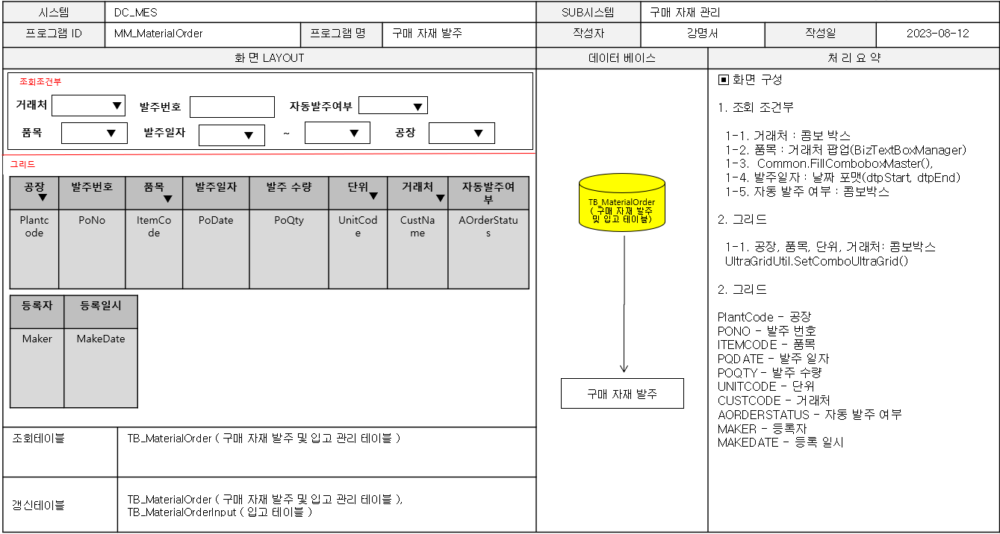 시스템 DC_MES SUB시스템 구매 자재 관리
프로그램 ID MM_MaterialOrder 프로그램 명 구매 자재 발주 작성자 강명서 작성일 2023-08-12
화 면 LAYOUT 데이터 베이스 처 리 요 약
조회조건부
거래처 ▼ 발주번호 자동발주여부 ▼
품목 ▼ 발주일자 ▼ ~ ▼ 공장 ▼
그리드
공장 ▼ 발주번호 품목 ▼ 발주일자 발주 수량 단위 ▼ 거래처 ▼ 자동발주여
부
Plantc PoNo ItemCo PoDate PoQty UnitCod CustNa AOrderStatu
ode de e me s
등록자 등록일시
Maker MakeDate
조회테이블 TB_MaterialOrder ( 구매 자재 발주 및 입고 관리 테이블 )
갱신테이블
TB_MaterialOrder ( 구매 자재 발주 및 입고 관리 테이블 ),
TB_MaterialOrderInput ( 입고 테이블 )
TB_MaterialOrder
( 구매 자재 발주
및 입고 테이블)
구매 자재 발주
▣ 화면 구성
1. 조회 조건부
1-1. 거래처 : 콤보 박스
1-2. 품목 : 거래처 팝업(BizTextBoxManager)
1-3. Common.FillComboboxMaster(),
1-4. 발주일자 : 날짜 포맷(dtpStart, dtpEnd)
1-5. 자동 발주 여부 : 콤보박스
2. 그리드
1-1. 공장, 품목, 단위, 거래처: 콤보박스
UltraGridUtil.SetComboUltraGrid()
2. 그리드
PlantCode - 공장
PONO - 발주 번호
ITEMCODE - 품목
PQDATE - 발주 일자
POQTY - 발주 수량
UNITCODE - 단위
CUSTCODE - 거래처
AORDERSTATUS - 자동 발주 여부
MAKER - 등록자
MAKEDATE - 등록 일시